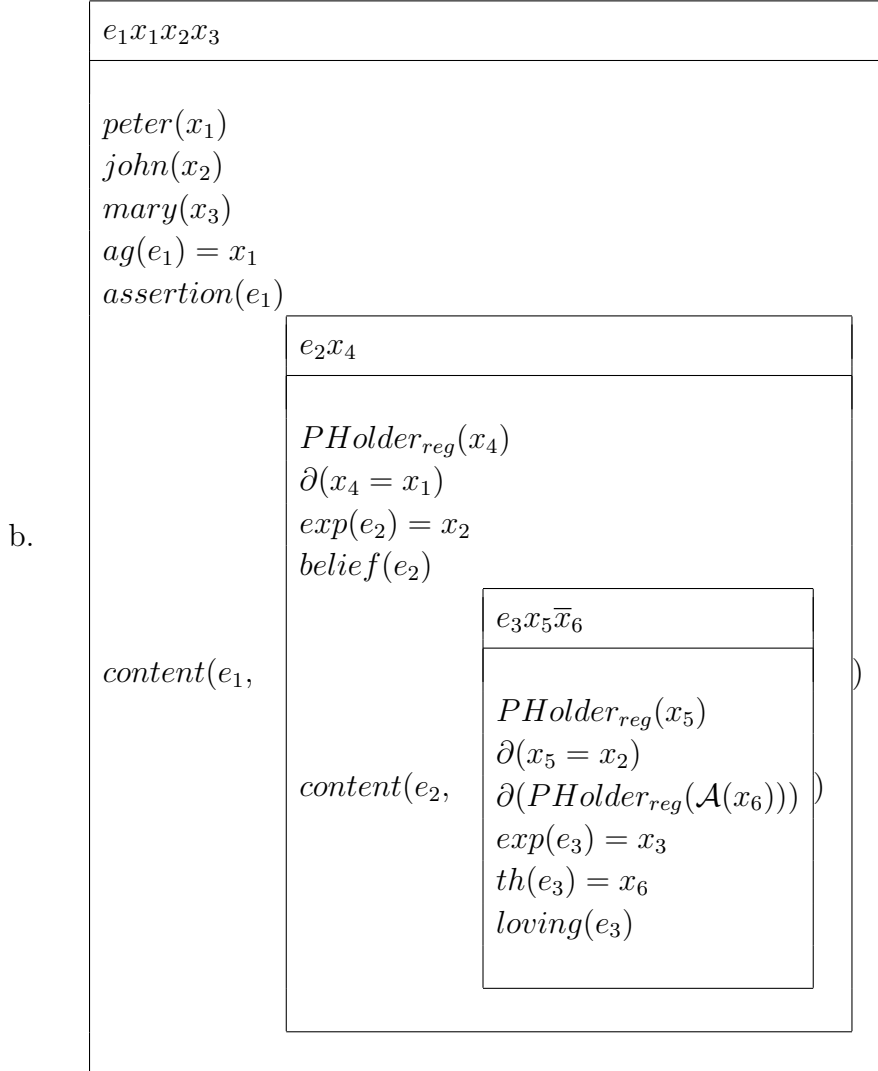 e₁x₁x₂x₃
peter(x₁)
john(x₂)
mary(x₃)
ag(e₁) = x₁
assertion(e₁)
e₂x₄
PHolder_reg(x₄)
∂(x₄ = x₁)
exp(e₂) = x₂
belief(e₂)
b.
e₃x₅x̅₆
content(e₁, )
PHolder_reg(x₅)
∂(x₅ = x₂)
content(e₂, )
∂(PHolder_reg(𝒜(x₆)))
exp(e₃) = x₃
th(e₃) = x₆
loving(e₃)